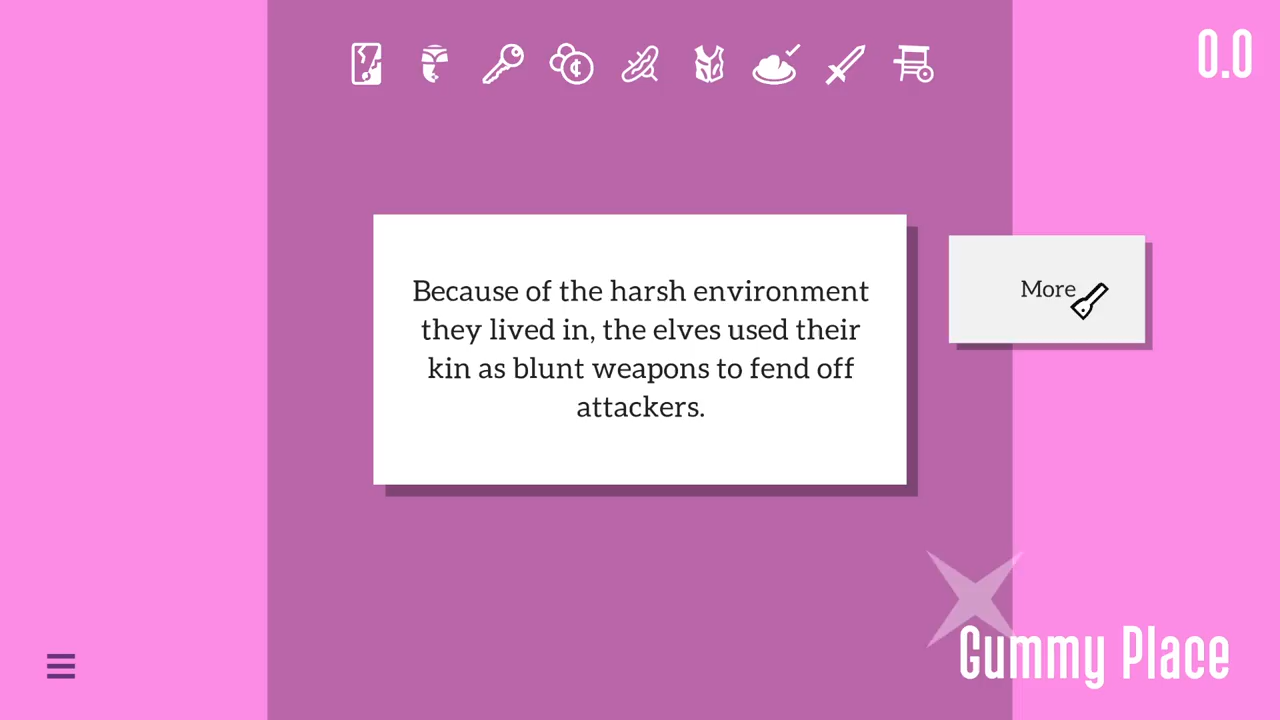 0.0
Because of the harsh environment
they lived in, the elves used their
kin as blunt weapons to fend off
attackers.
More
Gummy Place